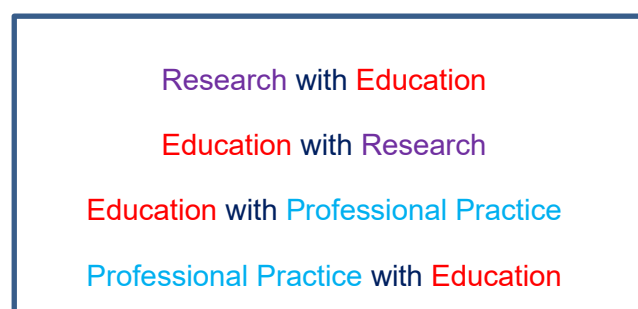 Research with Education
Education with Research
Education with Professional Practice
Professional Practice with Education